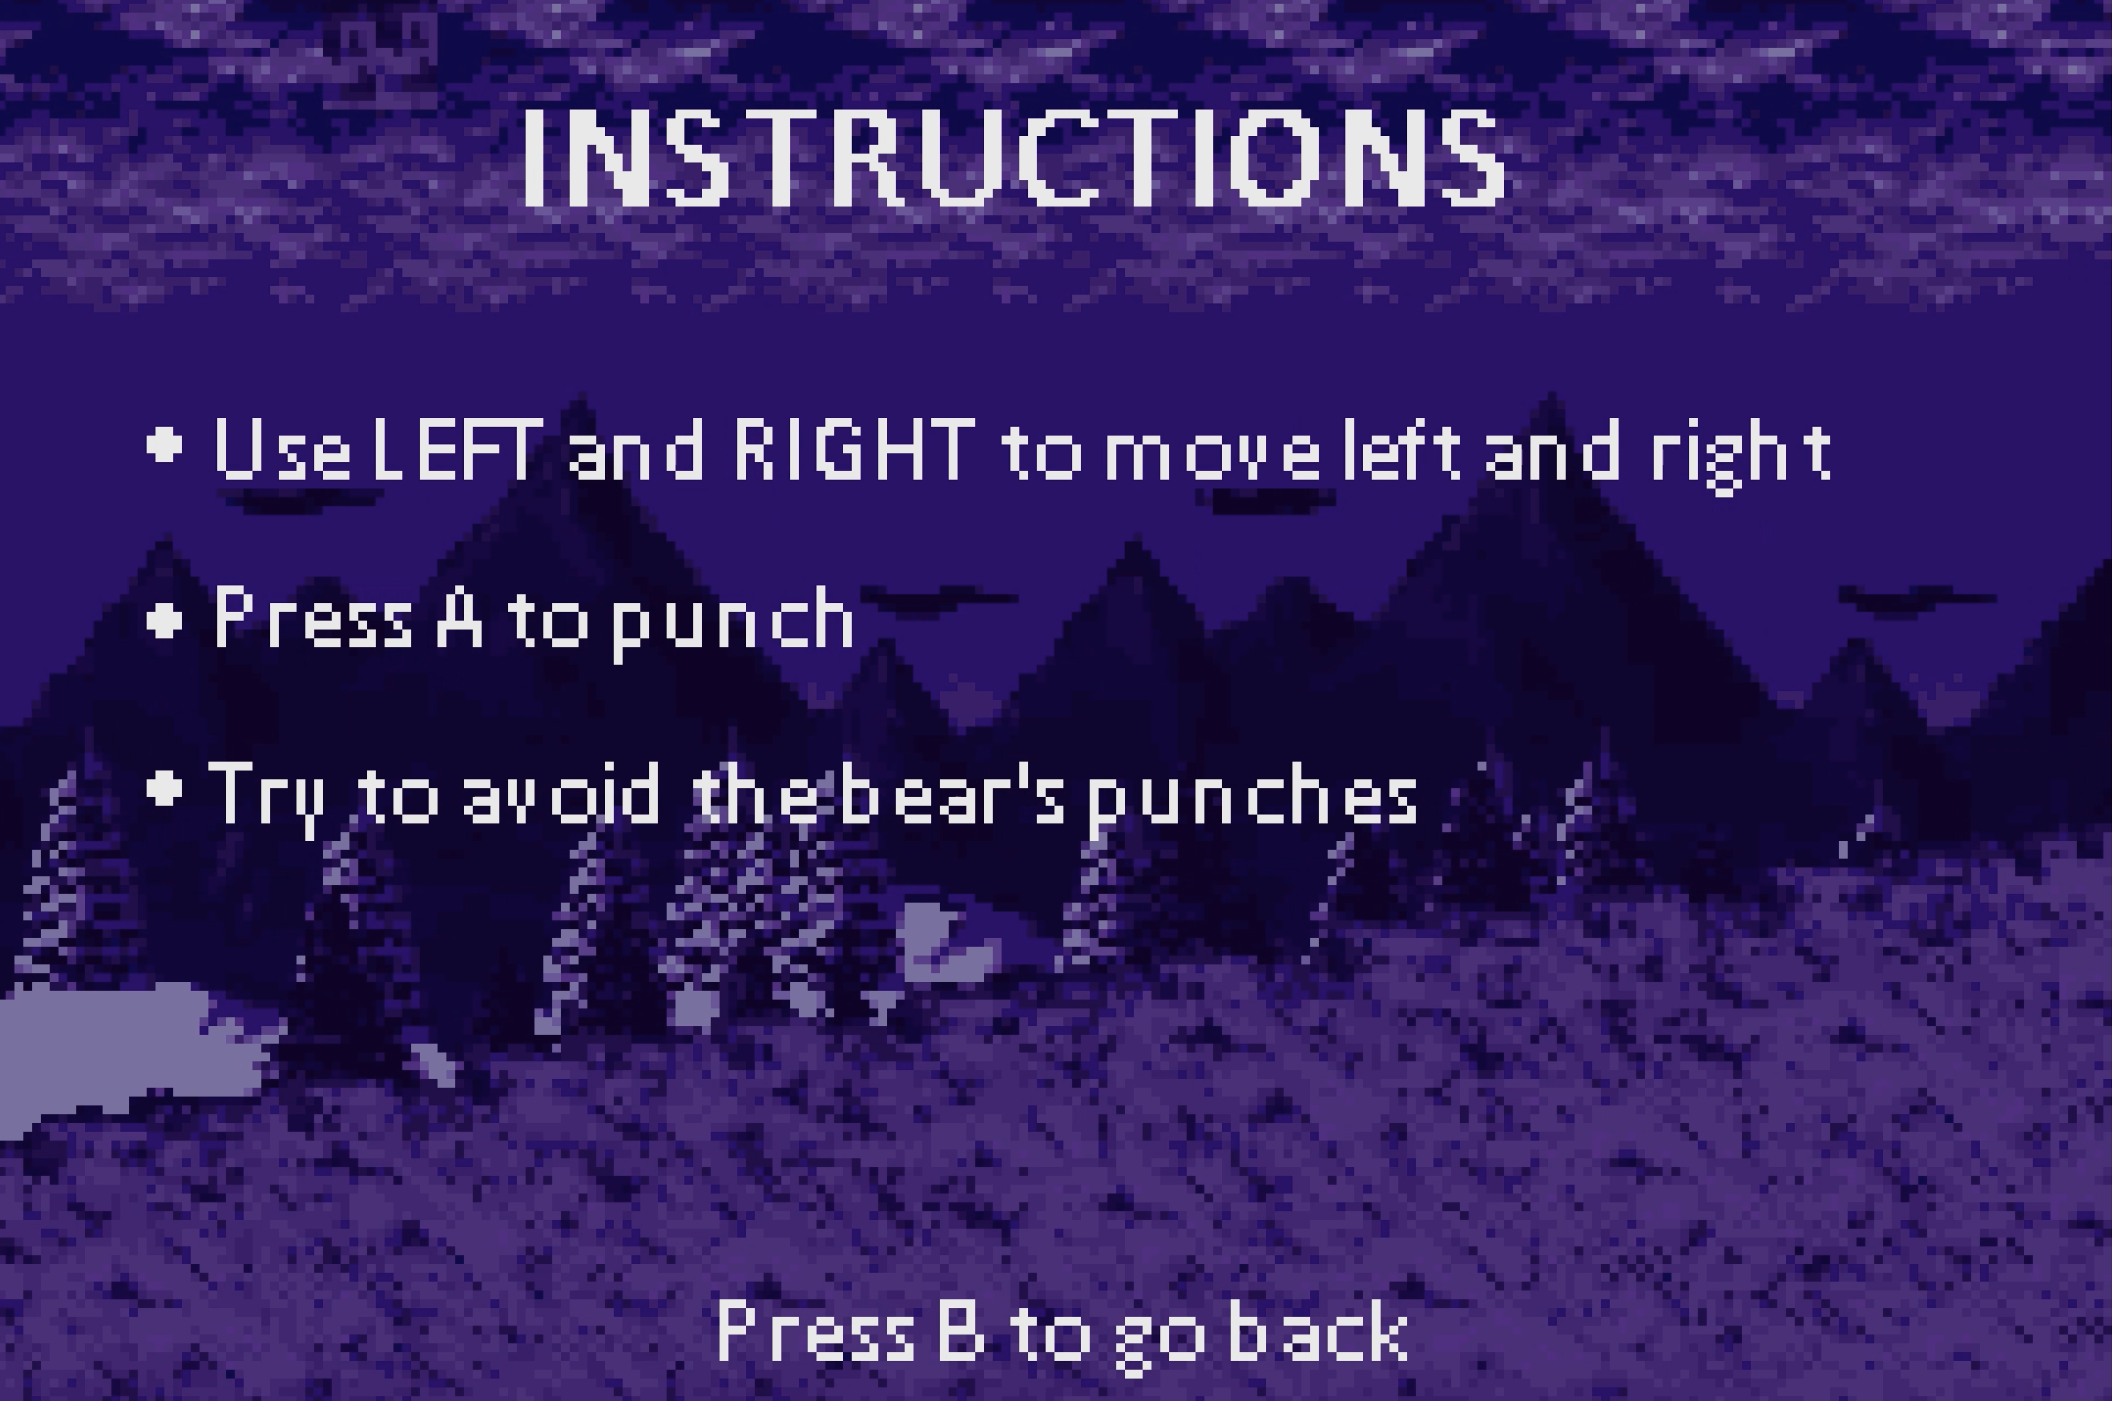 INSTRUCTIONS
• Use LEFT and RIGHT to move left and right
• Press A to punch
• Try to avoid the bear's punches
Press B to go back